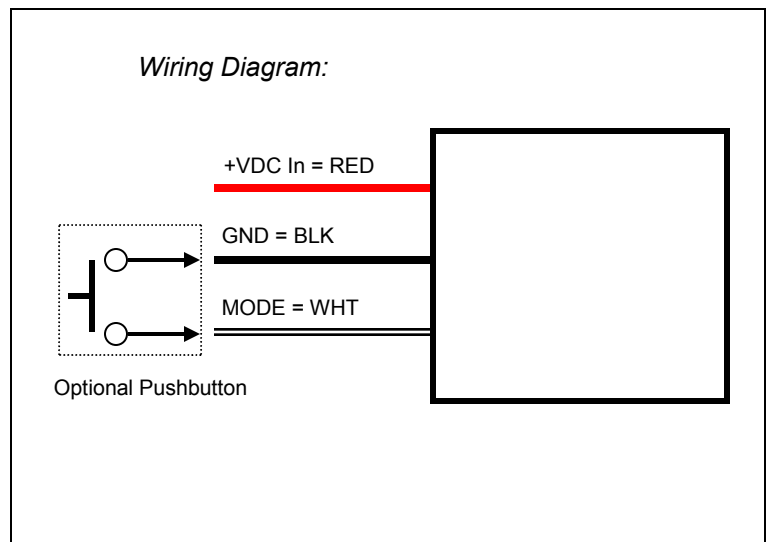 Wiring Diagram:
+VDC In = RED
GND = BLK
MODE = WHT
Optional Pushbutton